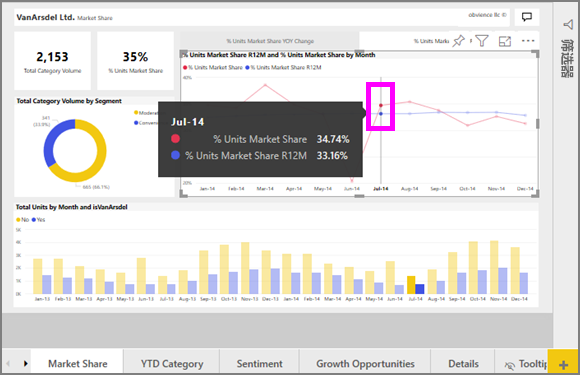 VanArsdel Ltd. Market Share
obvience llc ©
2,153
Total Category Volume
35%
% Units Market Share
% Units Market Share YOY Change
% Units Mark
% Units Market Share R12M and % Units Market Share by Month
% Units Market Share % Units Market Share R12M
40%
20%
Jan-14 Feb-14 Mar-14 Apr-14 May-14 Jun-14 Jul-14 Aug-14 Sep-14 Oct-14 Nov-14 Dec-14
Jul-14
% Units Market Share 34.74%
% Units Market Share R12M 33.16%
Total Category Volume by Segment
Modera
Conveni
(33.9%)
(66.1%)
Total Units by Month and isVanArsdel
No Yes
5K
4K
3K
2K
1K
0K
Jan-13 Feb-13 Mar-13 Apr-13 May-13 Jun-13 Jul-13 Aug-13 Sep-13 Oct-13 Nov-13 Dec-13 Jan-14 Feb-14 Mar-14 Apr-14 May-14 Jun-14 Jul-14 Aug-14 Sep-14 Oct-14 Nov-14 Dec-14
筛选器
Market Share YTD Category Sentiment Growth Opportunities Details Tooltip